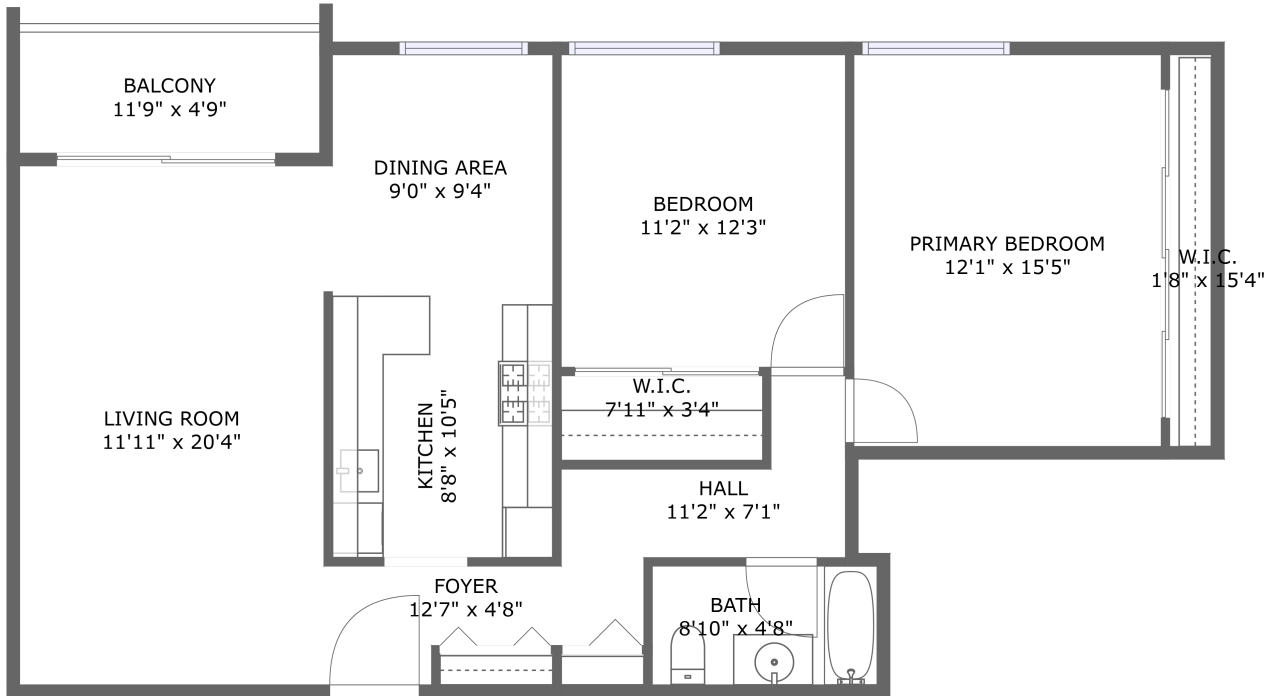 BALCONY
11'9" x 4'9"
DINING AREA
9'0" x 9'4"
BEDROOM
11'2" x 12'3"
PRIMARY BEDROOM
12'1" x 15'5"
W.I.C.
1'8" x 15'4"
LIVING ROOM
11'11" x 20'4"
KITCHEN
8'8" x 10'5"
W.I.C.
7'11" x 3'4"
HALL
11'2" x 7'1"
FOYER
12'7" x 4'8"
BATH
8'10" x 4'8"